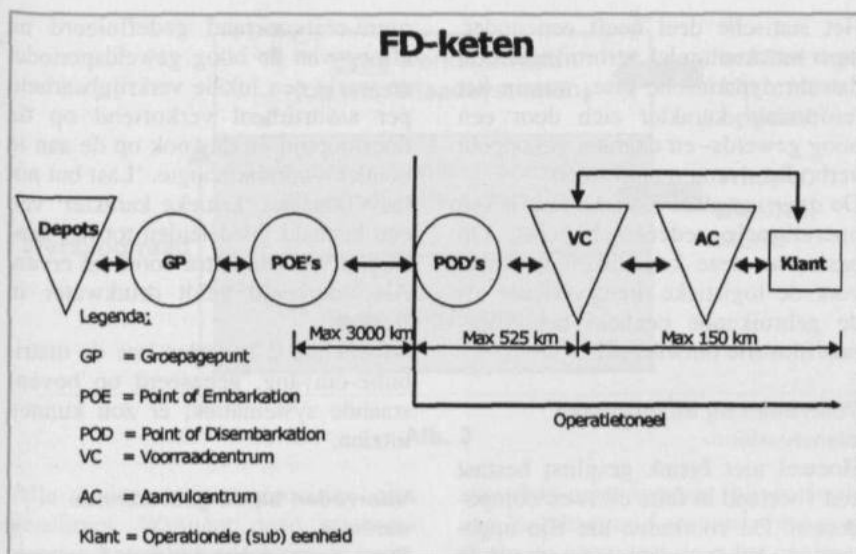 FD-keten
Depots
GP
POE's
POD's
VC
AC
Klant
Legenda:
Max 3000 km
Max 525 km
Max 150 km
GP = Groepagepunt
POE = Point of Embarkation
POD = Point of Disembarkation
VC = Voorraadcentrum
AC = Aanvulcentrum
Klant = Operationele (sub) eenheid
Operatietoneel